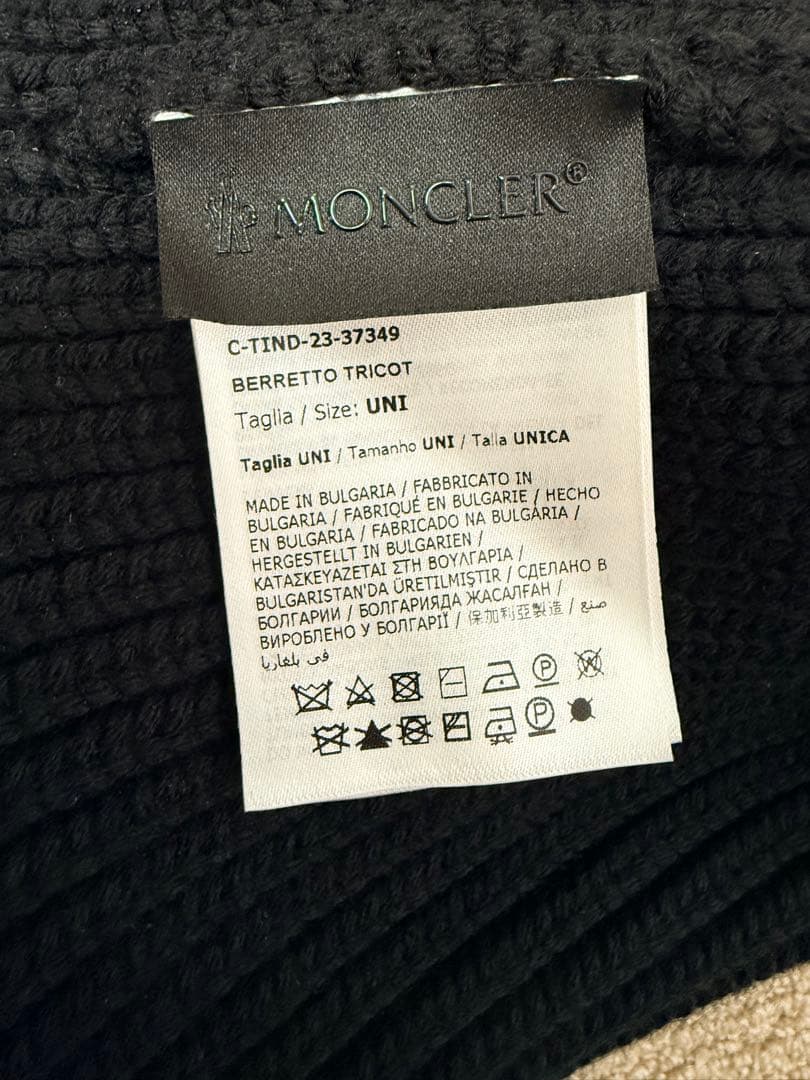 MONCLER®
C-TIND-23-37349
BERRETTO TRICOT
Taglia / Size: UNI
Taglia UNI / Tamanho UNI / Talla UNICA
MADE IN BULGARIA / FABBRICATO IN
BULGARIA / FABRIQUÉ EN BULGARIE / HECHO
EN BULGARIA / FABRICADO NA BULGÁRIA /
HERGESTELLT IN BULGARIEN /
ΚΑΤΑΣΚΕΥΑΖΕΤΑΙ ΣΤΗ ΒΟΥΛΓΑΡΙΑ /
BULGARISTAN'DA ÜRETILMIŞTIR / СДЕЛАНО В
БОЛГАРИИ / БОЛГАРИЯДА ЖАСАЛҒАН /
ВИРОБЛЕНО У БОЛГАРІЇ / 保加利亞製造 / صنع
في بلغاريا
P W
P